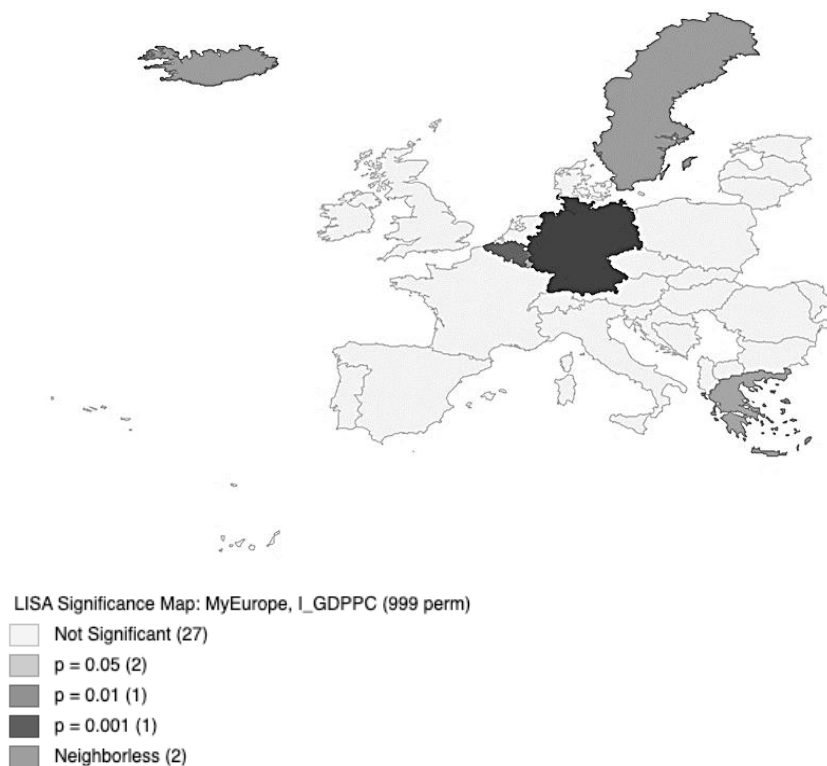 LISA Significance Map: MyEurope, I_GDPPC (999 perm)
Not Significant (27)
p = 0.05 (2)
p = 0.01 (1)
p = 0.001 (1)
Neighborless (2)